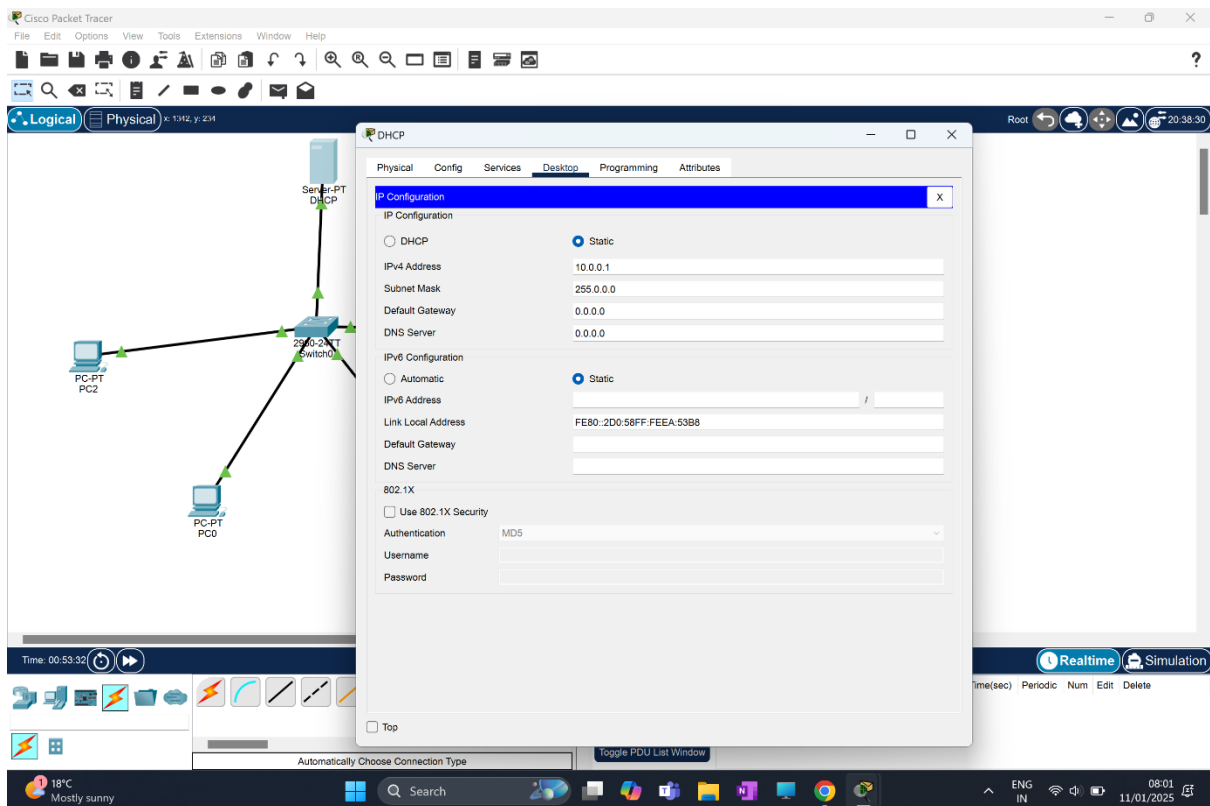 Cisco Packet Tracer
File Edit Options View Tools Extensions Window Help
?
Logical Physical x: 1342, y: 234
Root 20:38:30
Server-PT
DHCP
2960-24TT
Switch0
PC-PT
PC2
PC-PT
PC0
DHCP
Physical Config Services Desktop Programming Attributes
IP Configuration X
IP Configuration
DHCP Static
IPv4 Address 10.0.0.1
Subnet Mask 255.0.0.0
Default Gateway 0.0.0.0
DNS Server 0.0.0.0
IPv6 Configuration
Automatic Static
IPv6 Address /
Link Local Address FE80::2D0:58FF:FEEA:53B8
Default Gateway
DNS Server
802.1X
Use 802.1X Security
Authentication MD5
Username
Password
Top
Time: 00:53:32
Realtime Simulation
Time(sec) Periodic Num Edit Delete
Automatically Choose Connection Type
Toggle PDU List Window
1
18°C
Mostly sunny
Search
ENG
IN
08:01
11/01/2025